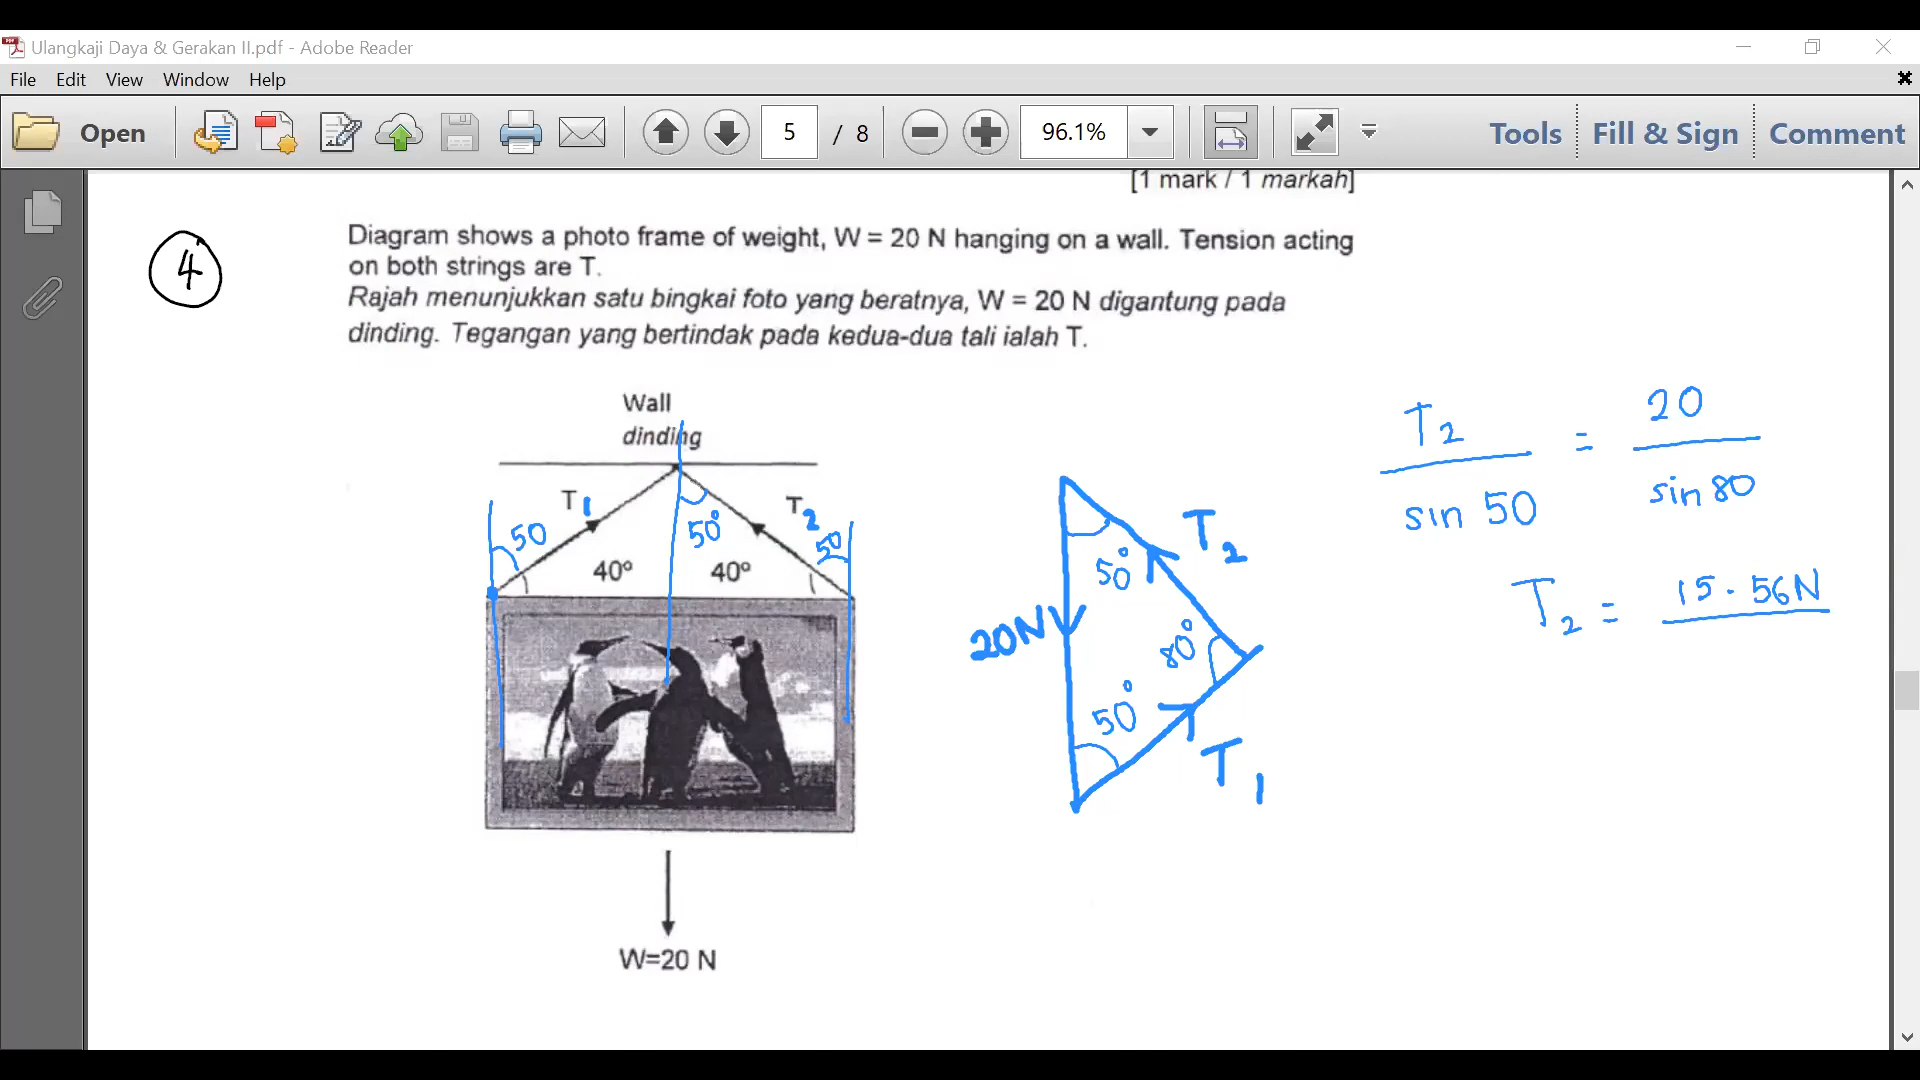 Ulangkaji Daya & Gerakan II.pdf - Adobe Reader
File Edit View Window Help
Open 5 / 8 96.1% Tools Fill & Sign Comment
[1 mark / 1 markah]
4
Diagram shows a photo frame of weight, W = 20 N hanging on a wall. Tension acting
on both strings are T.
Rajah menunjukkan satu bingkai foto yang beratnya, W = 20 N digantung pada
dinding. Tegangan yang bertindak pada kedua-dua tali ialah T.
Wall
dinding
T1 T2
50 50° 50
40° 40°
W=20 N
T2
50°
20N
80°
50°
T1
T2 / sin 50 = 20 / sin 80
T2 = 15.56N